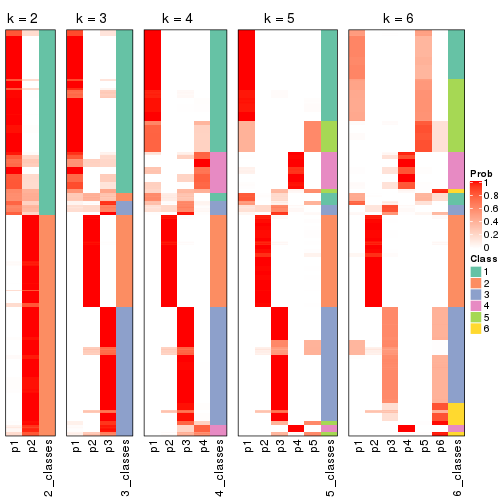 k = 2
k = 3
k = 4
k = 5
k = 6
Prob
1
0.8
0.6
0.4
0.2
0
Class
1
2
3
4
5
6
p1
p2
2_classes
p1
p2
p3
3_classes
p1
p2
p3
p4
4_classes
p1
p2
p3
p4
p5
5_classes
p1
p2
p3
p4
p5
p6
6_classes